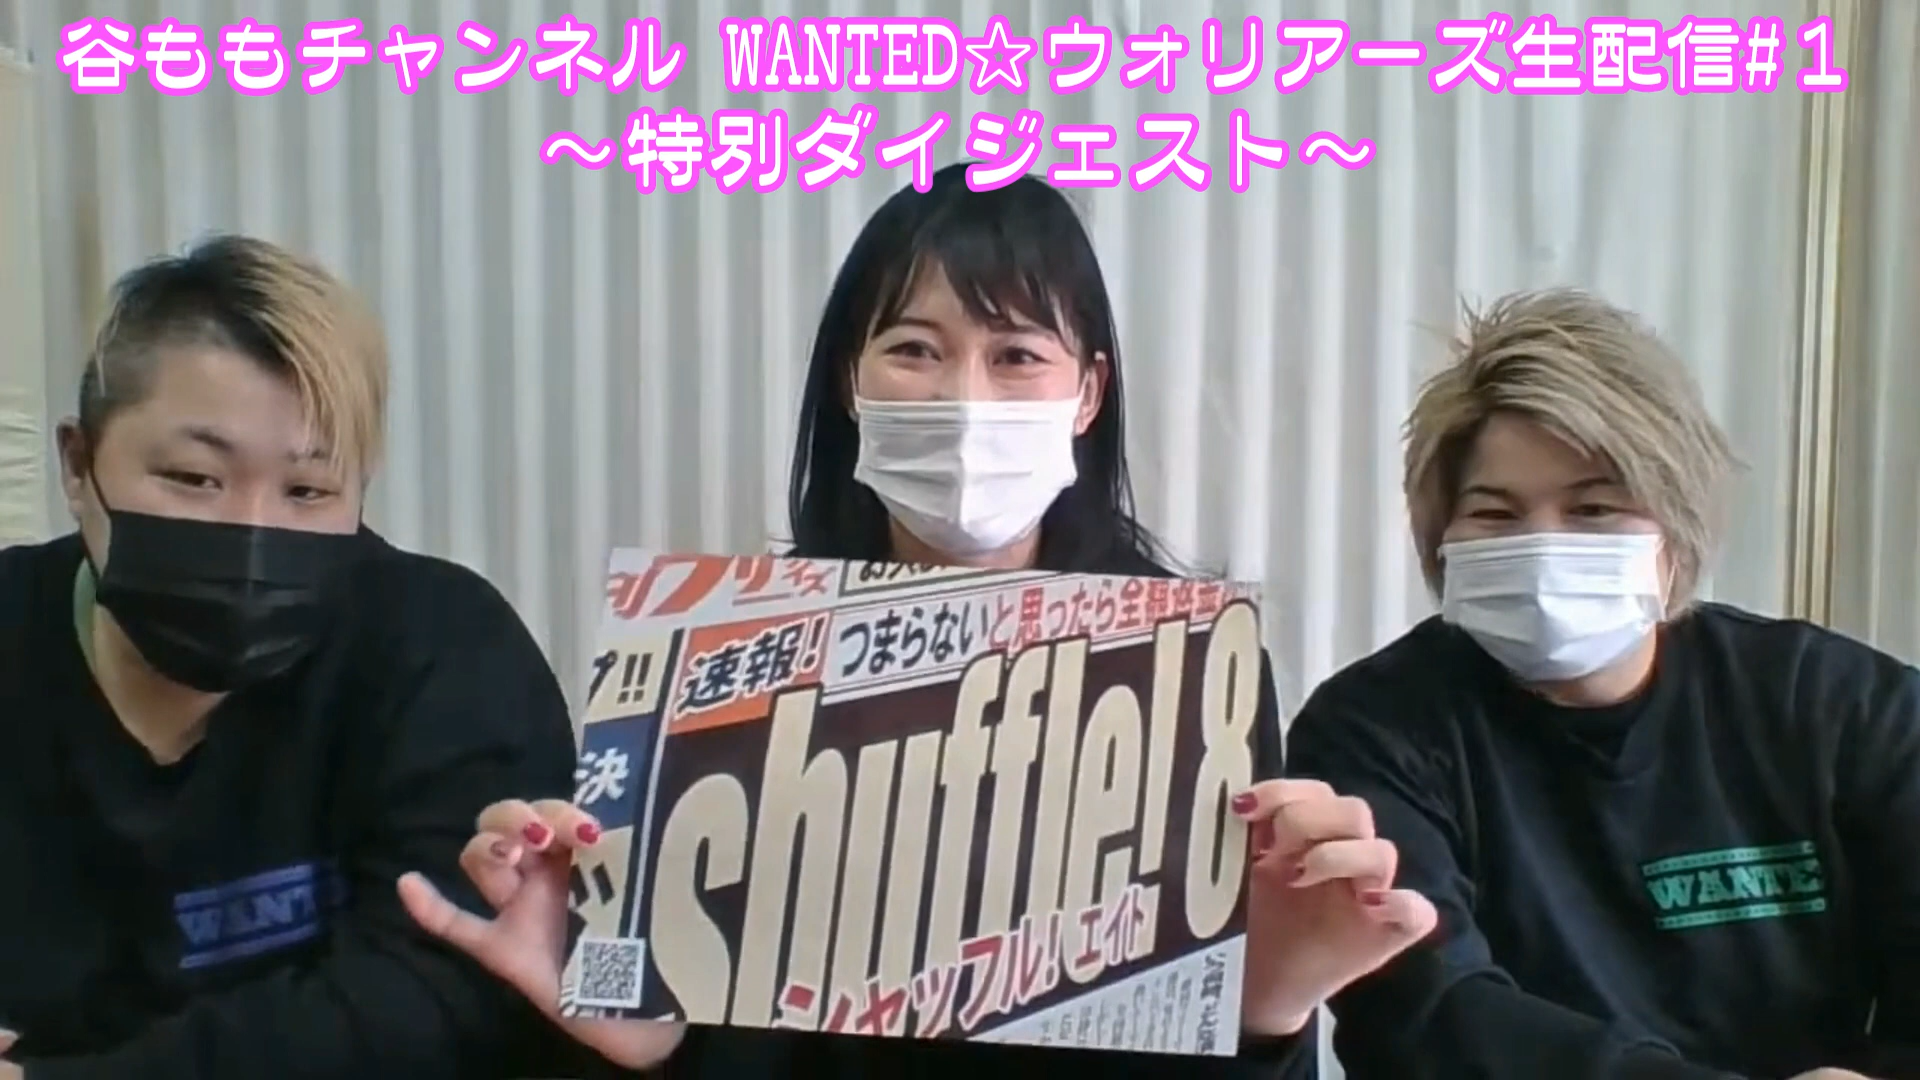 谷ももチャンネル WANTED☆ウォリアーズ生配信#1
～特別ダイジェスト～
速報!
つまらないと思ったら全額
プ!!
決
shuffle! 8
シャッフル! エイト
WANT
WANTE